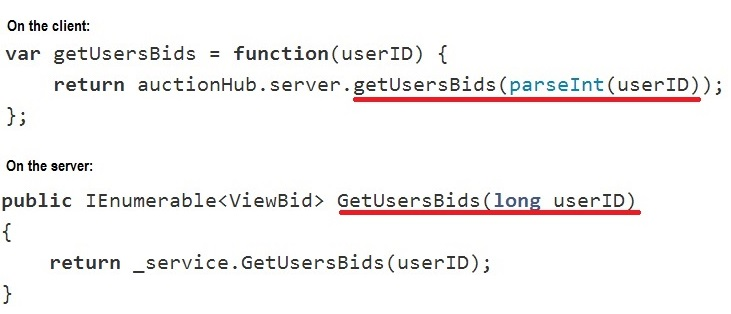 On the client:
var getUsersBids = function(userID) {
return auctionHub.server.getUsersBids(parseInt(userID));
};
On the server:
public IEnumerable<ViewBid> GetUsersBids(long userID)
{
return _service.GetUsersBids(userID);
}